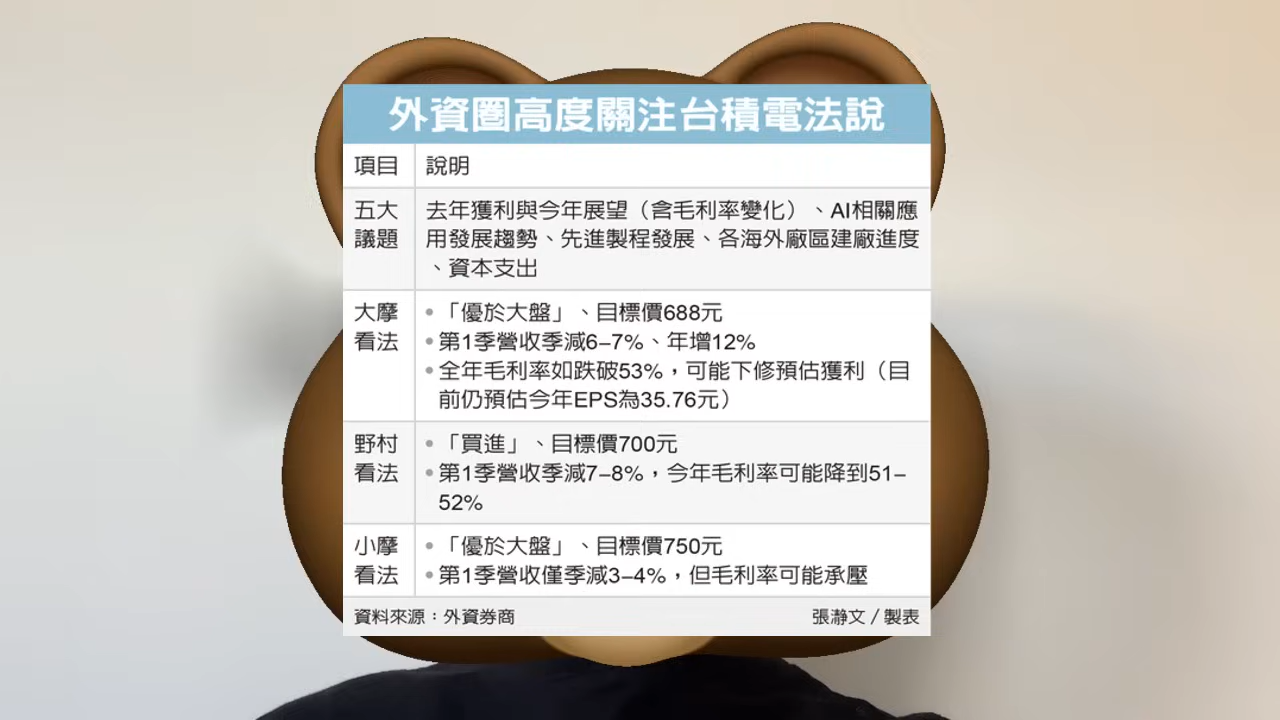 外資圈高度關注台積電法說
項目 說明
五大議題
去年獲利與今年展望（含毛利率變化）、AI相關應
用發展趨勢、先進製程發展、各海外廠區建廠進度
、資本支出
大摩看法
•「優於大盤」、目標價688元
•第1季營收季減6–7%、年增12%
•全年毛利率如跌破53%，可能下修預估獲利（目
前仍預估今年EPS為35.76元）
野村看法
•「買進」、目標價700元
•第1季營收季減7–8%，今年毛利率可能降到51–
52%
小摩看法
•「優於大盤」、目標價750元
•第1季營收僅季減3–4%，但毛利率可能承壓
資料來源：外資券商 張瀞文／製表